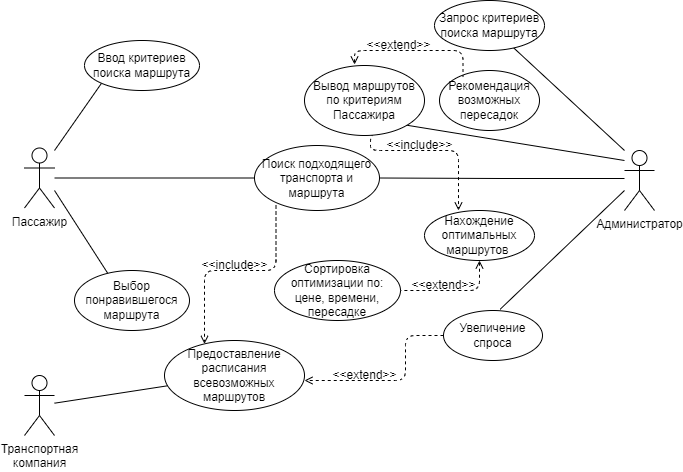 Запрос критериев
поиска маршрута
<<extend>>
Ввод критериев
поиска маршрута
Вывод маршрутов
по критериям
Пассажира
Рекомендация
возможных
пересадок
<<include>>
Поиск подходящего
транспорта и
маршрута
Пассажир
Администратор
Нахождение
оптимальных
маршрутов
<<include>>
Сортировка
оптимизации по:
цене, времени,
пересадке
<<extend>>
Выбор
понравившегося
маршрута
Увеличение
спроса
Предоставление
расписания
всевозможных
маршрутов
<<extend>>
Транспортная
компания